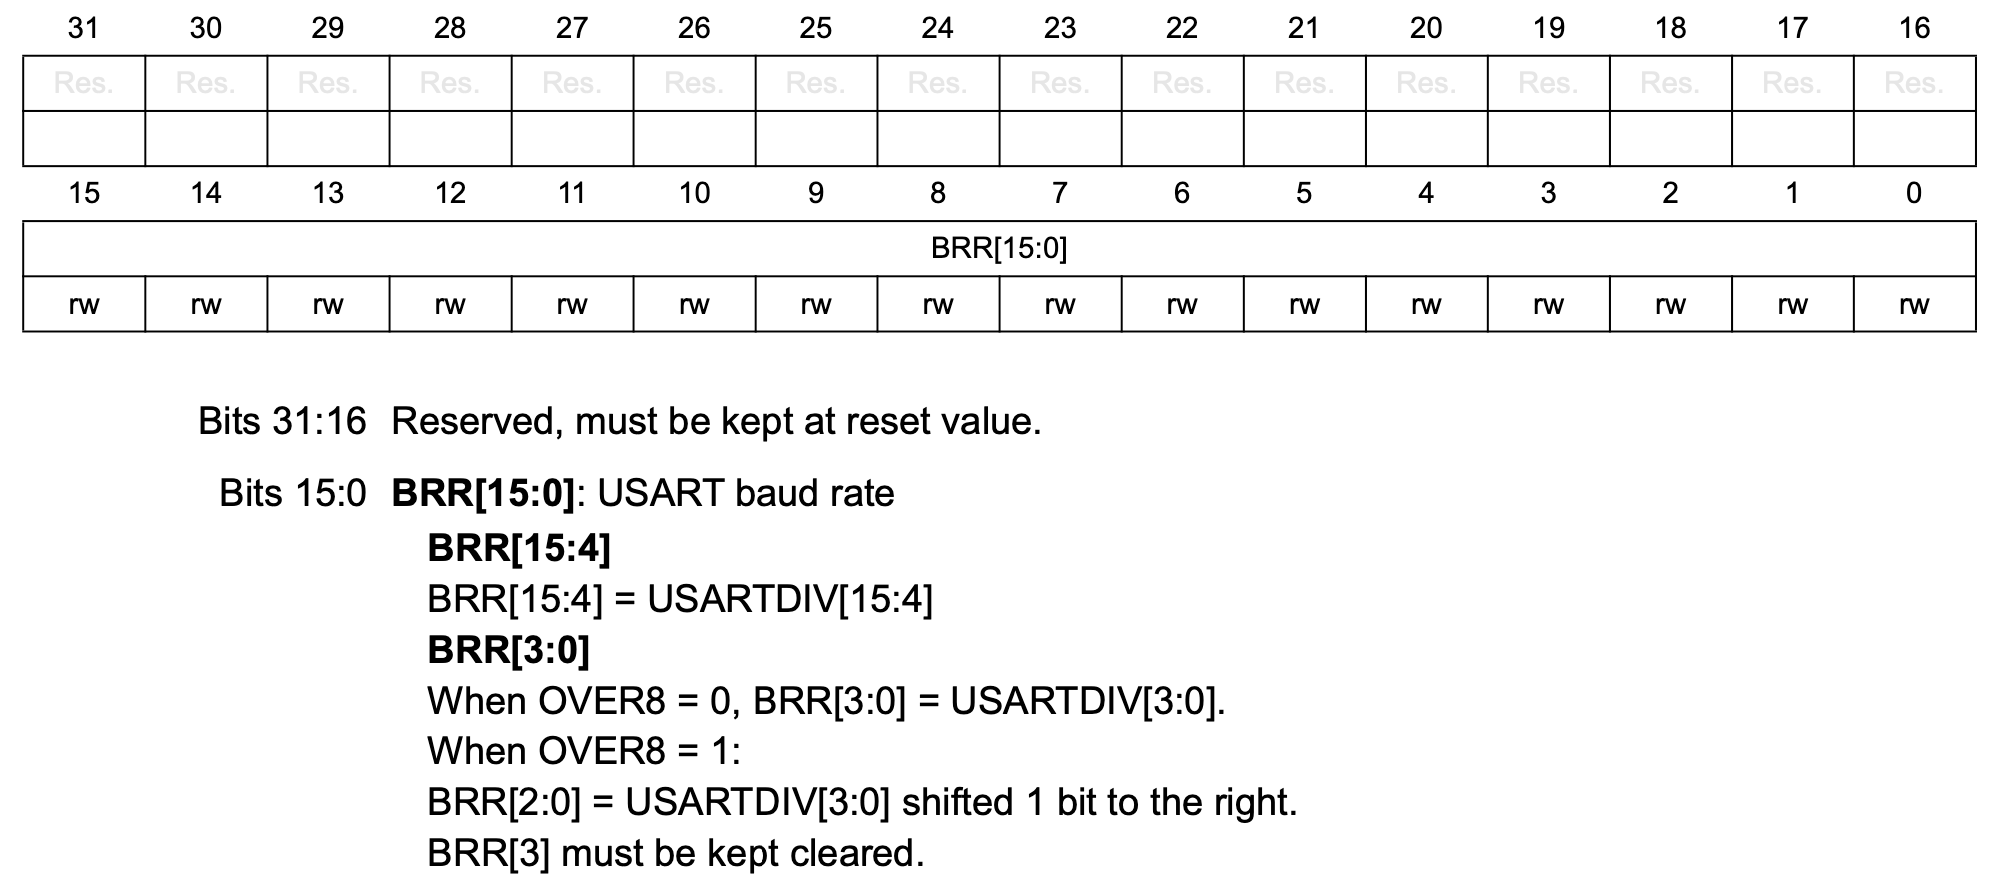 31 30 29 28 27 26 25 24 23 22 21 20 19 18 17 16
Res. Res. Res. Res. Res. Res. Res. Res. Res. Res. Res. Res. Res. Res. Res. Res.
15 14 13 12 11 10 9 8 7 6 5 4 3 2 1 0
BRR[15:0]
rw rw rw rw rw rw rw rw rw rw rw rw rw rw rw rw
Bits 31:16 Reserved, must be kept at reset value.
Bits 15:0 BRR[15:0]: USART baud rate
BRR[15:4]
BRR[15:4] = USARTDIV[15:4]
BRR[3:0]
When OVER8 = 0, BRR[3:0] = USARTDIV[3:0].
When OVER8 = 1:
BRR[2:0] = USARTDIV[3:0] shifted 1 bit to the right.
BRR[3] must be kept cleared.